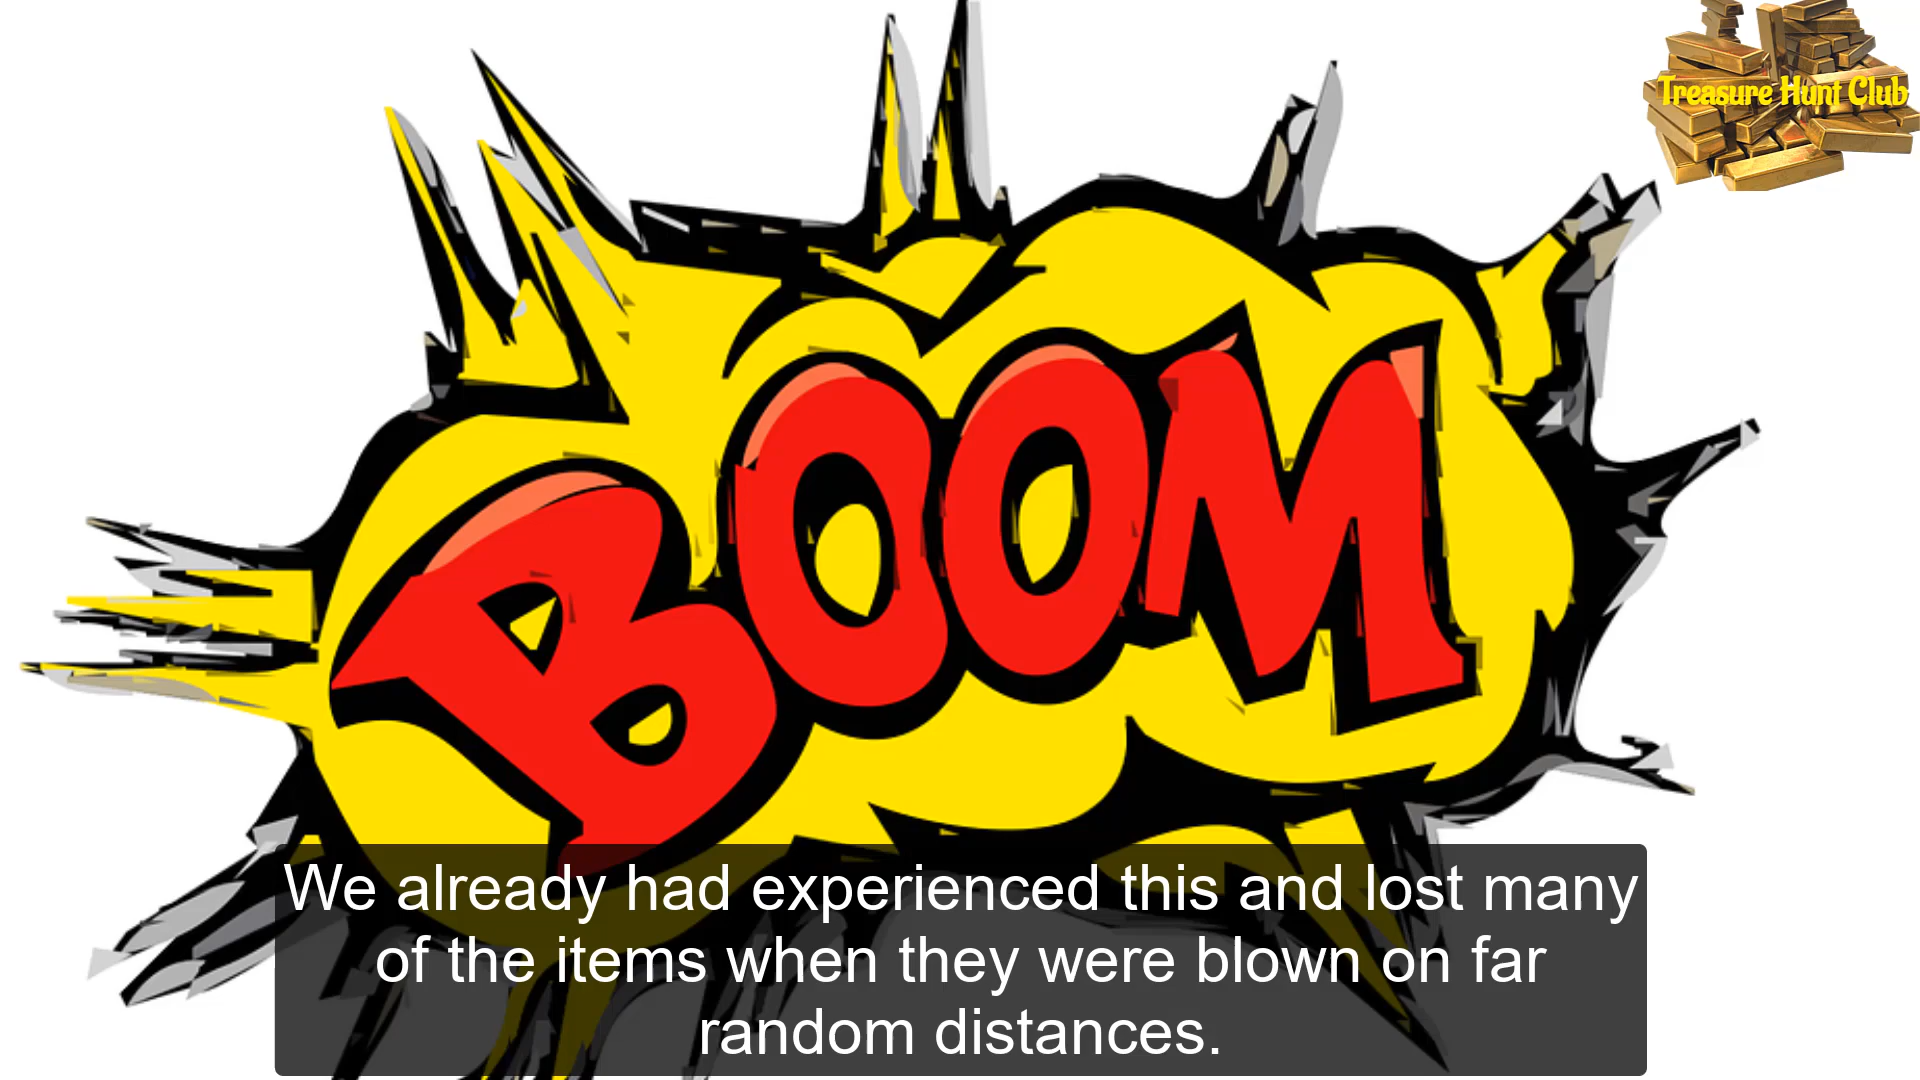 Treasure Hunt Club
BOOM
We already had experienced this and lost many
of the items when they were blown on far
random distances.